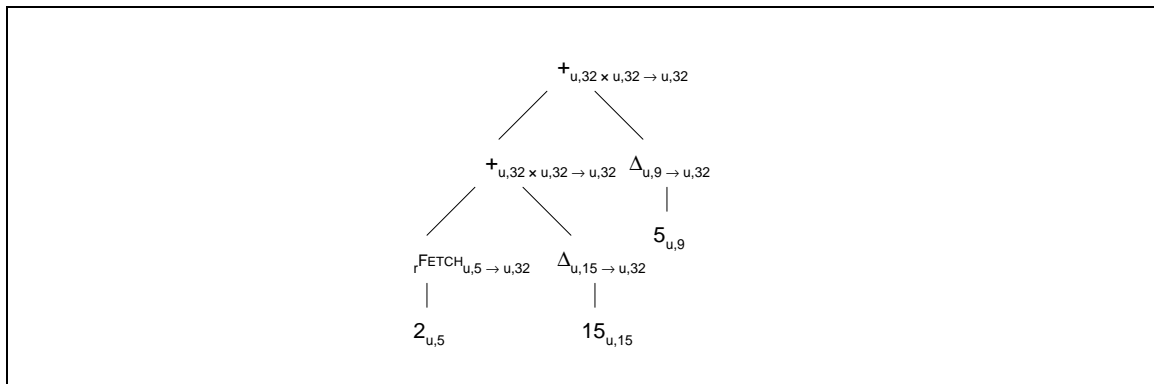 +u,32 × u,32 → u,32
+u,32 × u,32 → u,32 Δu,9 → u,32
5u,9
rFETCHu,5 → u,32 Δu,15 → u,32
2u,5 15u,15